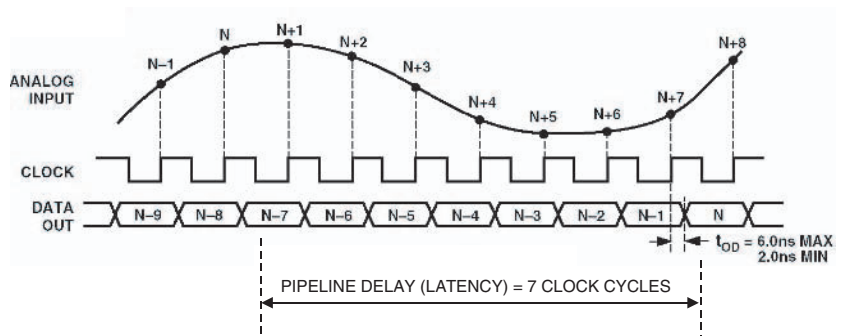 N–1 N N+1 N+2 N+3 N+4 N+5 N+6 N+7 N+8
ANALOG
INPUT
CLOCK
DATA
OUT
N–9 N–8 N–7 N–6 N–5 N–4 N–3 N–2 N–1 N
tOD = 6.0ns MAX
2.0ns MIN
PIPELINE DELAY (LATENCY) = 7 CLOCK CYCLES